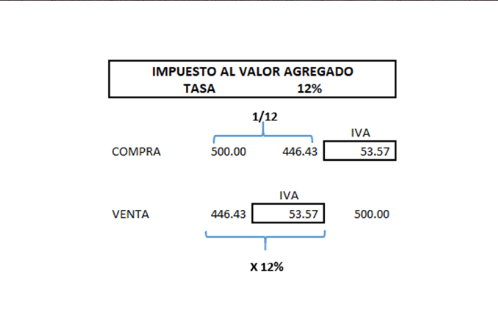 IMPUESTO AL VALOR AGREGADO
TASA 12%
1/12
IVA
COMPRA 500.00 446.43 53.57
IVA
VENTA 446.43 53.57 500.00
X 12%